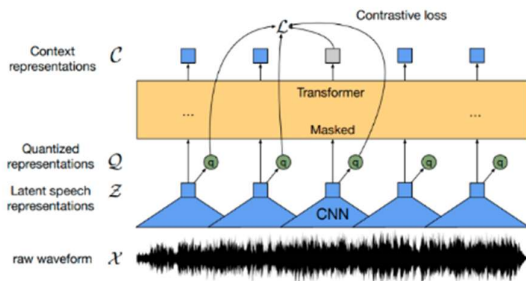 Contrastive loss
ℒ
Context
representations 𝒞
Transformer
... ...
Masked
Quantized
representations 𝒬
q q q q q
Latent speech
representations 𝒵
CNN
raw waveform 𝒳